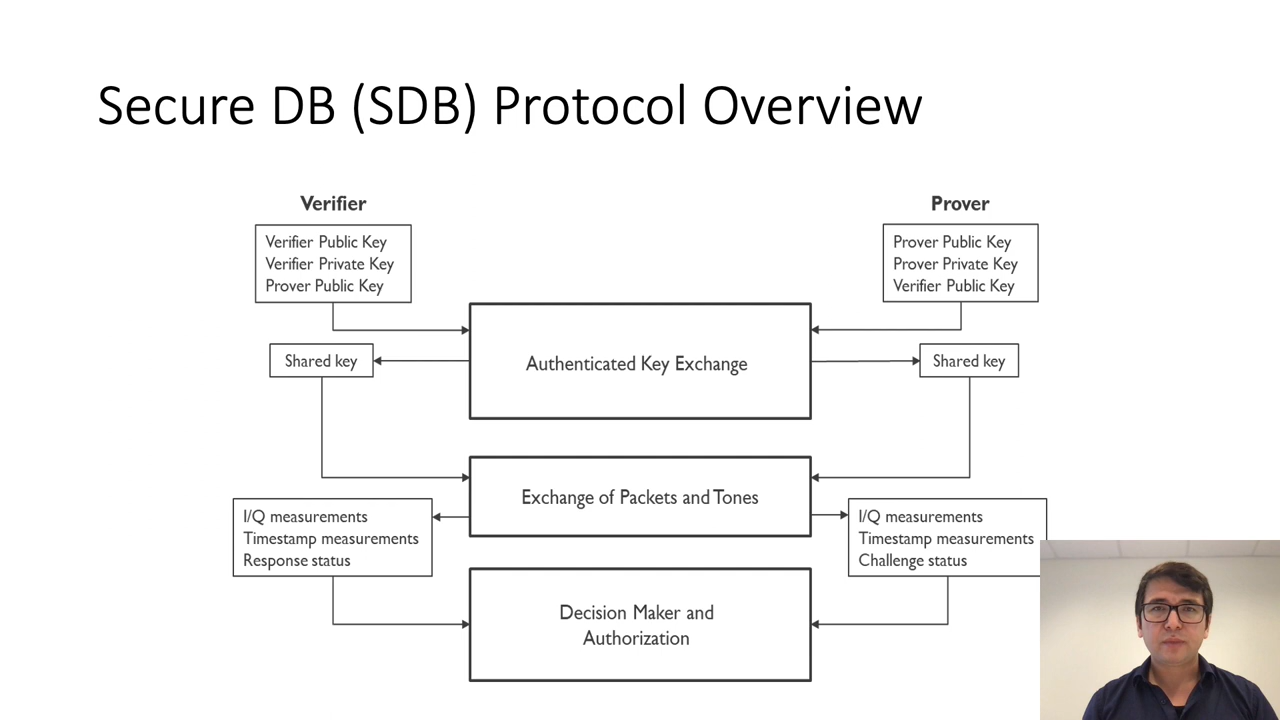 Secure DB (SDB) Protocol Overview
Verifier
Prover
Verifier Public Key
Verifier Private Key
Prover Public Key
Prover Public Key
Prover Private Key
Verifier Public Key
Shared key
Authenticated Key Exchange
Shared key
Exchange of Packets and Tones
I/Q measurements
Timestamp measurements
Response status
I/Q measurements
Timestamp measurements
Challenge status
Decision Maker and
Authorization